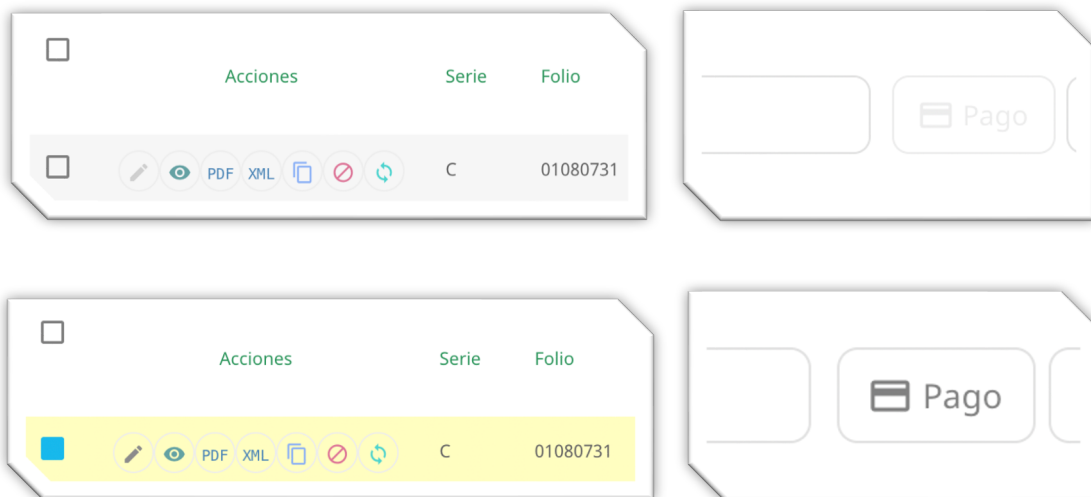 Acciones Serie Folio
PDF XML C 01080731
Pago
Acciones Serie Folio
PDF XML C 01080731
Pago